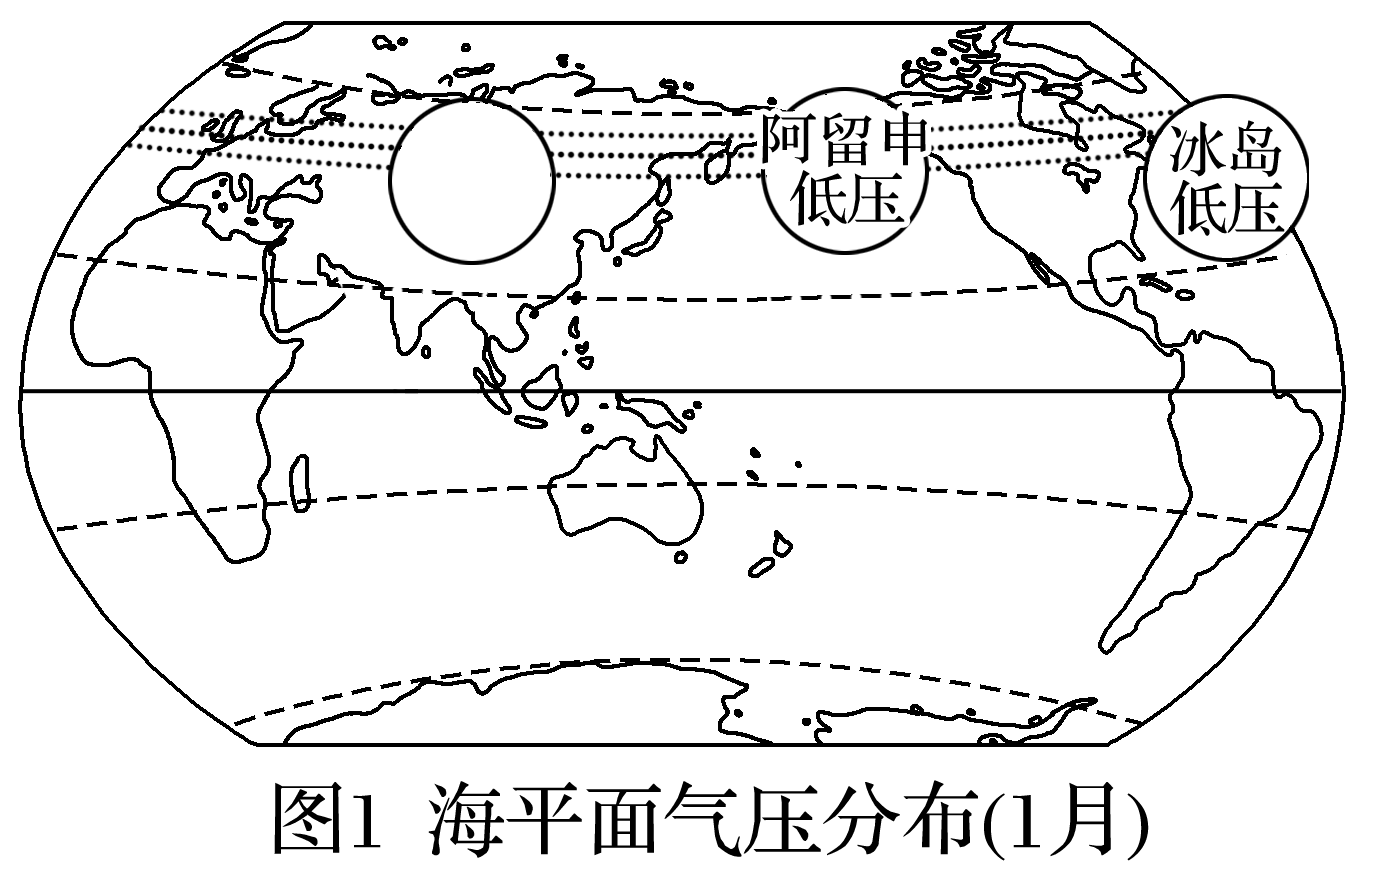 阿留申
低压
冰岛
低压
图1 海平面气压分布(1月)